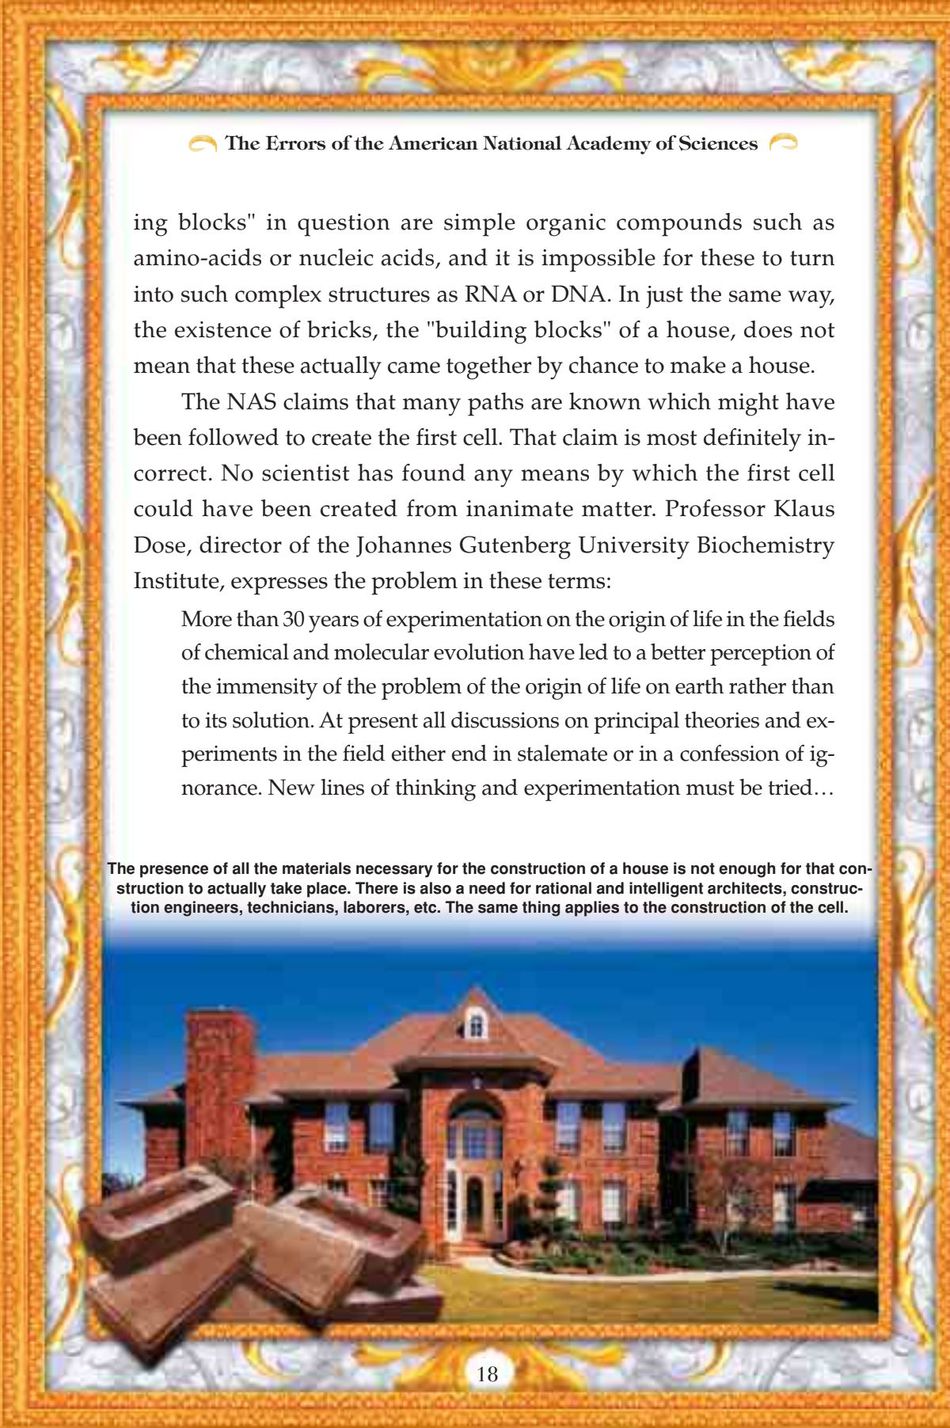 The Errors of the American National Academy of Sciences
ing blocks" in question are simple organic compounds such as
amino-acids or nucleic acids, and it is impossible for these to turn
into such complex structures as RNA or DNA. In just the same way,
the existence of bricks, the "building blocks" of a house, does not
mean that these actually came together by chance to make a house.
The NAS claims that many paths are known which might have
been followed to create the first cell. That claim is most definitely in-
correct. No scientist has found any means by which the first cell
could have been created from inanimate matter. Professor Klaus
Dose, director of the Johannes Gutenberg University Biochemistry
Institute, expresses the problem in these terms:
More than 30 years of experimentation on the origin of life in the fields
of chemical and molecular evolution have led to a better perception of
the immensity of the problem of the origin of life on earth rather than
to its solution. At present all discussions on principal theories and ex-
periments in the field either end in stalemate or in a confession of ig-
norance. New lines of thinking and experimentation must be tried…
The presence of all the materials necessary for the construction of a house is not enough for that con-
struction to actually take place. There is also a need for rational and intelligent architects, construc-
tion engineers, technicians, laborers, etc. The same thing applies to the construction of the cell.
18